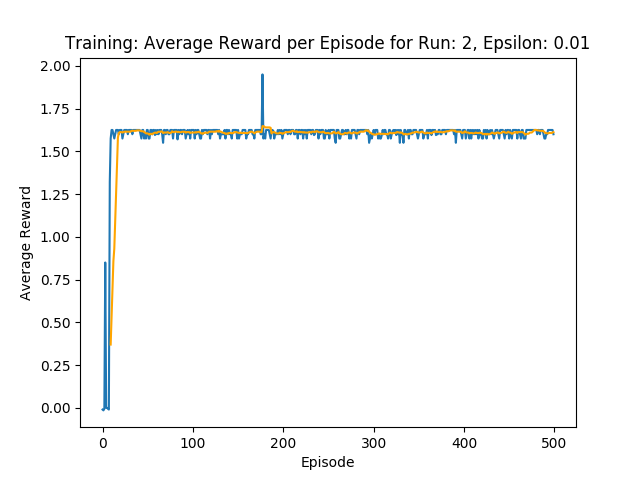 Training: Average Reward per Episode for Run: 2, Epsilon: 0.01
2.00
1.75
1.50
1.25
1.00
0.75
0.50
0.25
0.00
Average Reward
0 100 200 300 400 500
Episode